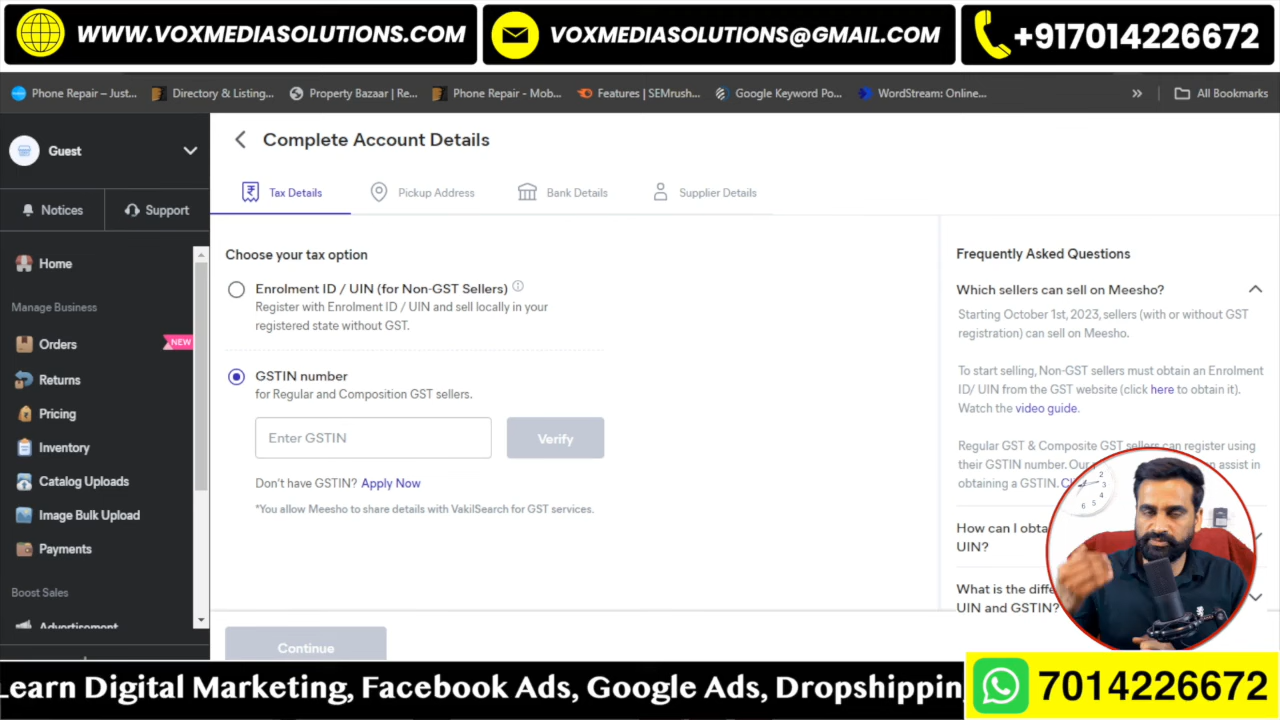 WWW.VOXMEDIASOLUTIONS.COM
VOXMEDIASOLUTIONS@GMAIL.COM
+917014226672
Phone Repair – Just...
Directory & Listing...
Property Bazaar | Re...
Phone Repair - Mob...
Features | SEMrush...
Google Keyword Po...
WordStream: Online...
»
All Bookmarks
Guest
Complete Account Details
Notices
Support
Tax Details
Pickup Address
Bank Details
Supplier Details
Home
Manage Business
Orders
NEW
Returns
Pricing
Inventory
Catalog Uploads
Image Bulk Upload
Payments
Boost Sales
Advertisement
Choose your tax option
Enrolment ID / UIN (for Non-GST Sellers)
Register with Enrolment ID / UIN and sell locally in your
registered state without GST.
GSTIN number
for Regular and Composition GST sellers.
Enter GSTIN
Verify
Don't have GSTIN? Apply Now
*You allow Meesho to share details with VakilSearch for GST services.
Continue
Frequently Asked Questions
Which sellers can sell on Meesho?
Starting October 1st, 2023, sellers (with or without GST
registration) can sell on Meesho.
To start selling, Non-GST sellers must obtain an Enrolment
ID/ UIN from the GST website (click here to obtain it).
Watch the video guide.
Regular GST & Composite GST sellers can register using
their GSTIN number. Our assist in
obtaining a GSTIN.
How can I obt
UIN?
What is the diffe
UIN and GSTIN?
2
3
4
5
6
Learn Digital Marketing, Facebook Ads, Google Ads, Dropshippin
7014226672